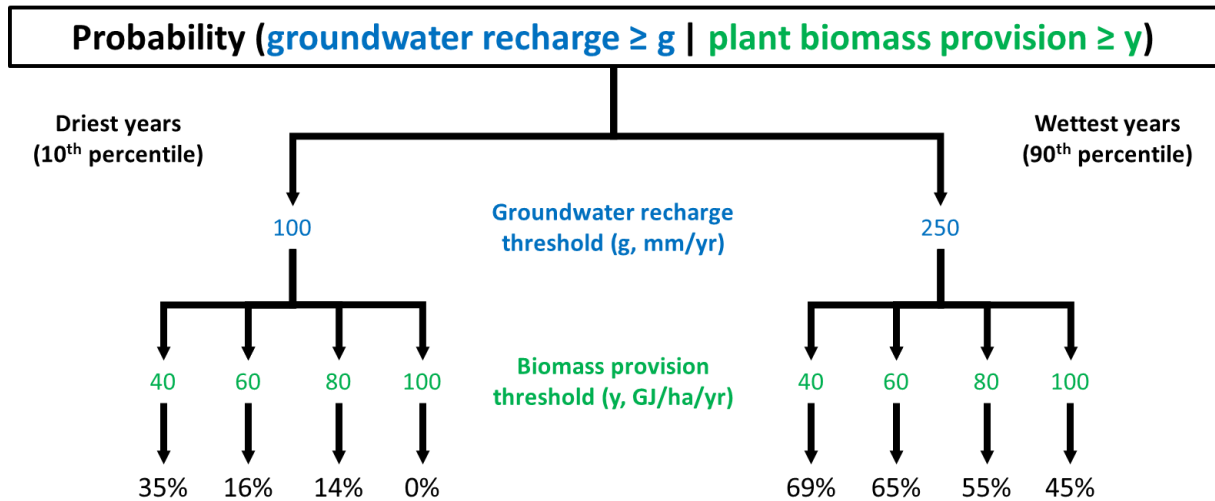 Probability (groundwater recharge ≥ g | plant biomass provision ≥ y)
Driest years
(10th percentile)
Wettest years
(90th percentile)
100
Groundwater recharge
threshold (g, mm/yr)
250
40 60 80 100
Biomass provision
threshold (y, GJ/ha/yr)
40 60 80 100
35% 16% 14% 0%
69% 65% 55% 45%